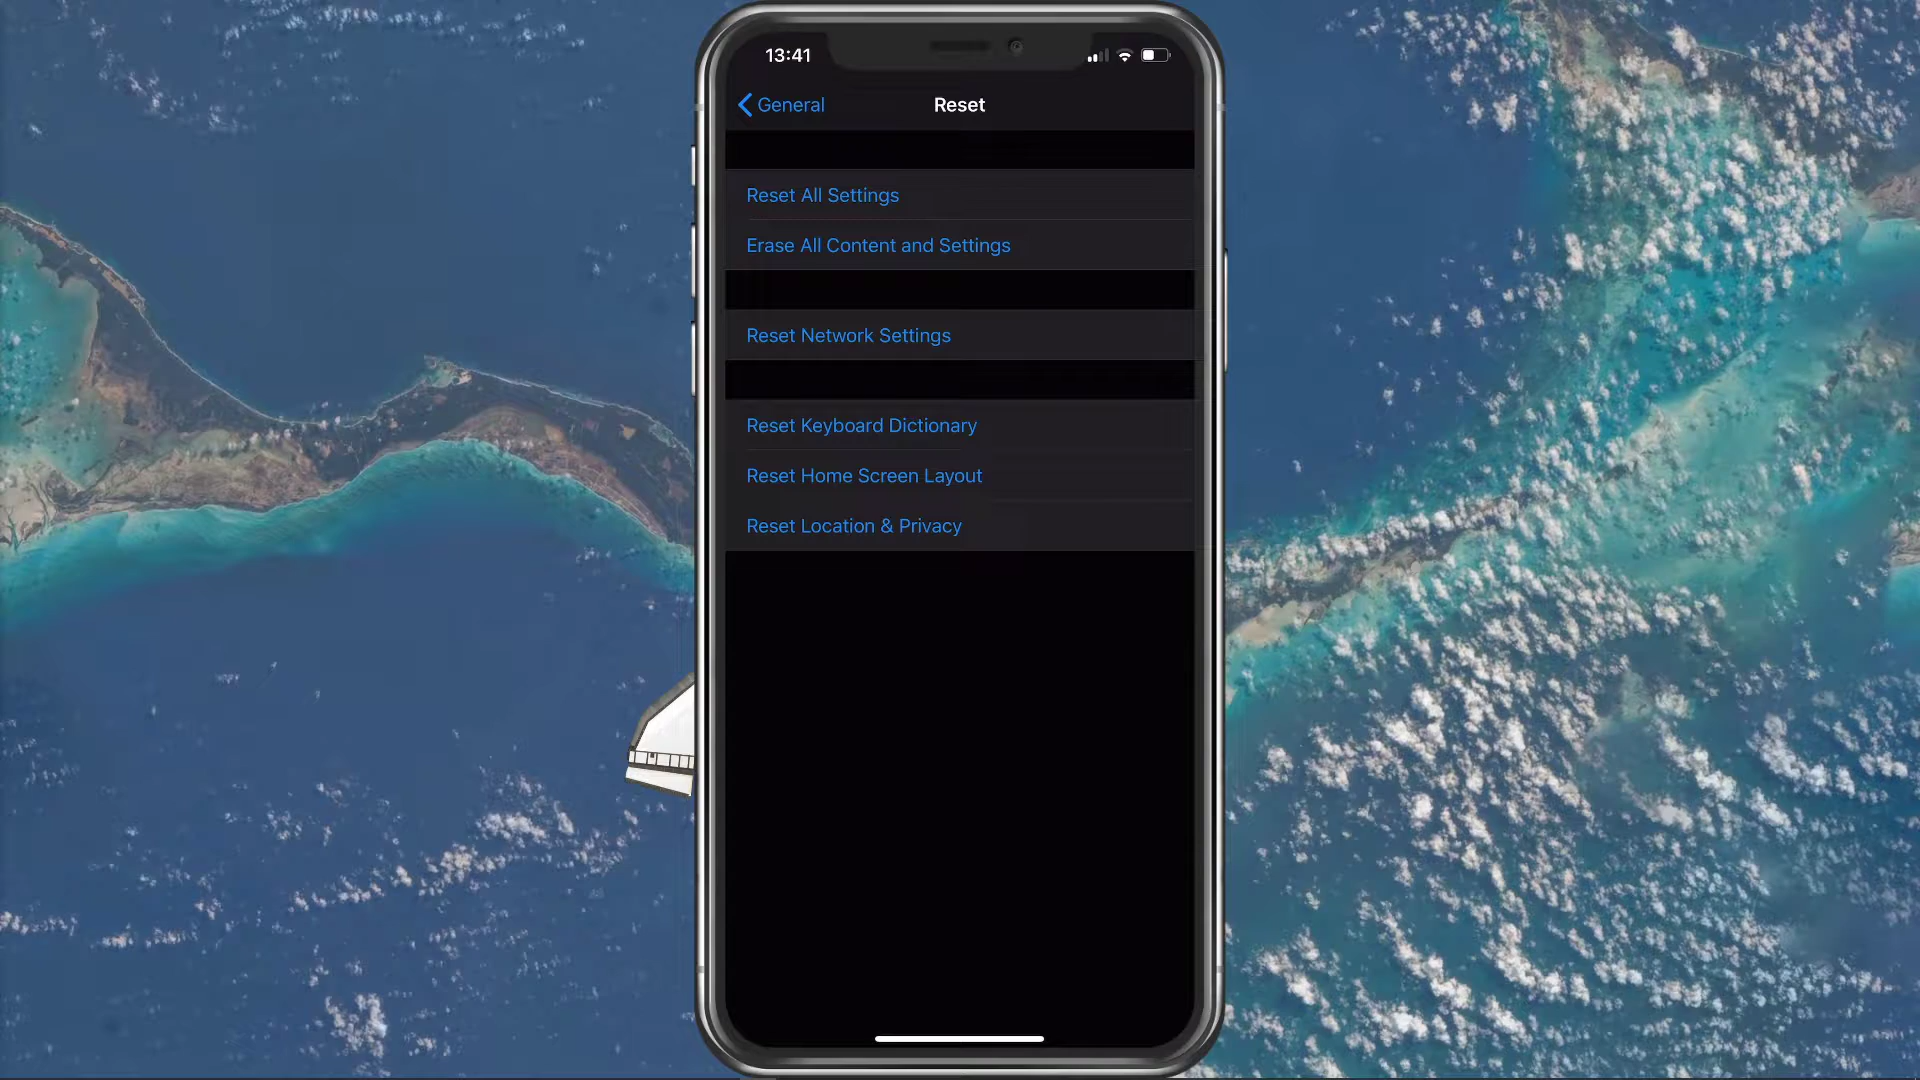 13:41
General
Reset
Reset All Settings
Erase All Content and Settings
Reset Network Settings
Reset Keyboard Dictionary
Reset Home Screen Layout
Reset Location & Privacy